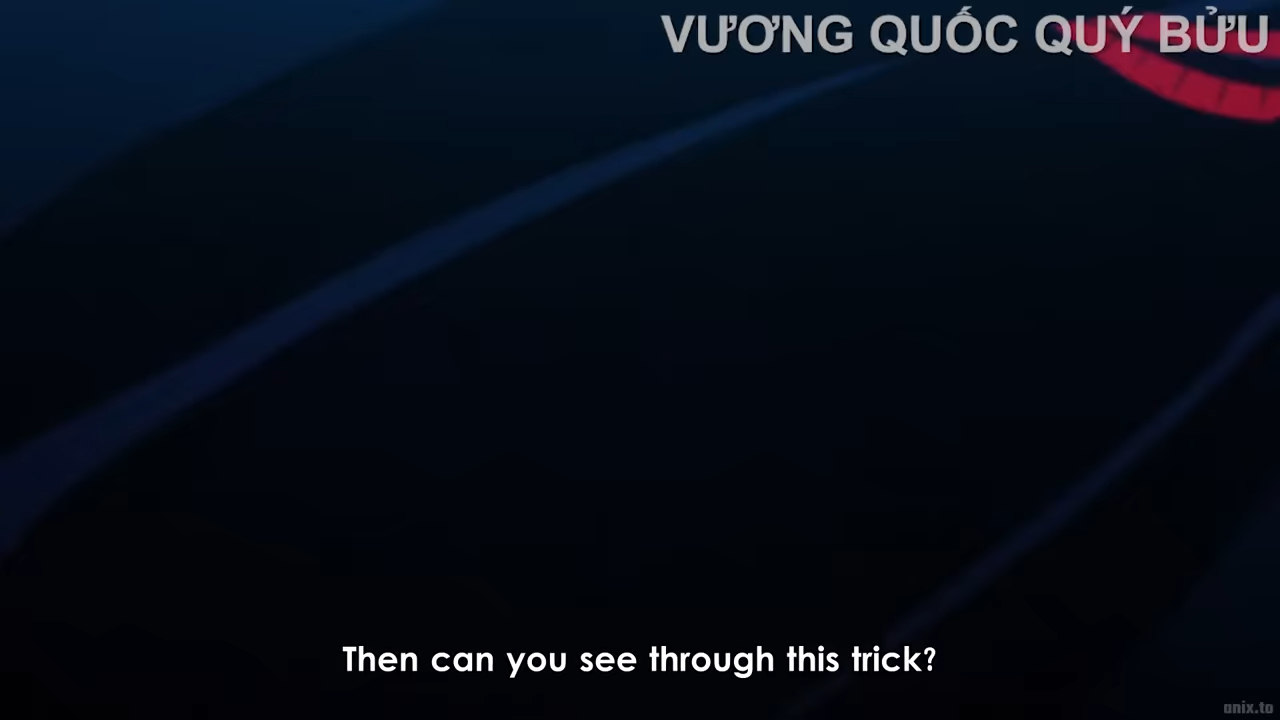 VƯƠNG QUỐC QUÝ BỬU
Then can you see through this trick?
anix.to